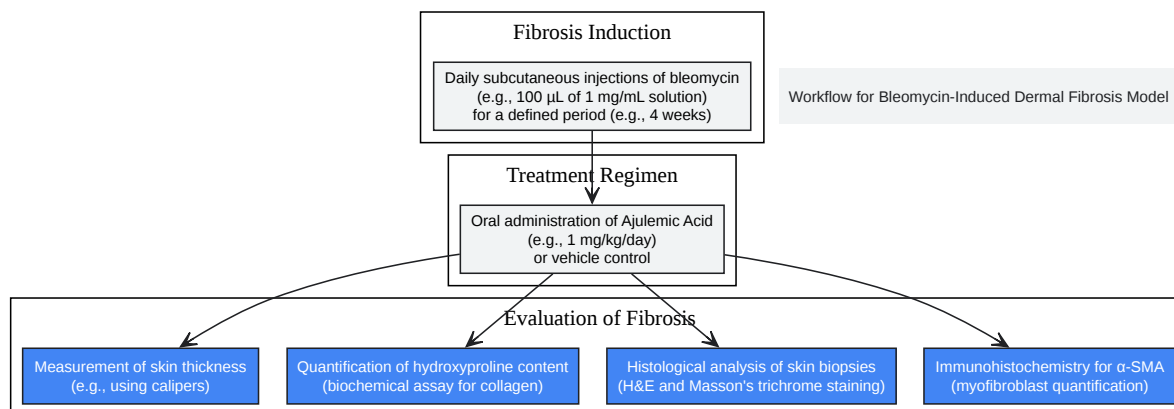 Fibrosis Induction
Daily subcutaneous injections of bleomycin
(e.g., 100 µL of 1 mg/mL solution)
for a defined period (e.g., 4 weeks)
Workflow for Bleomycin-Induced Dermal Fibrosis Model
Treatment Regimen
Oral administration of Ajulemic Acid
(e.g., 1 mg/kg/day)
or vehicle control
Evaluation of Fibrosis
Measurement of skin thickness
(e.g., using calipers)
Quantification of hydroxyproline content
(biochemical assay for collagen)
Histological analysis of skin biopsies
(H&E and Masson's trichrome staining)
Immunohistochemistry for α-SMA
(myofibroblast quantification)